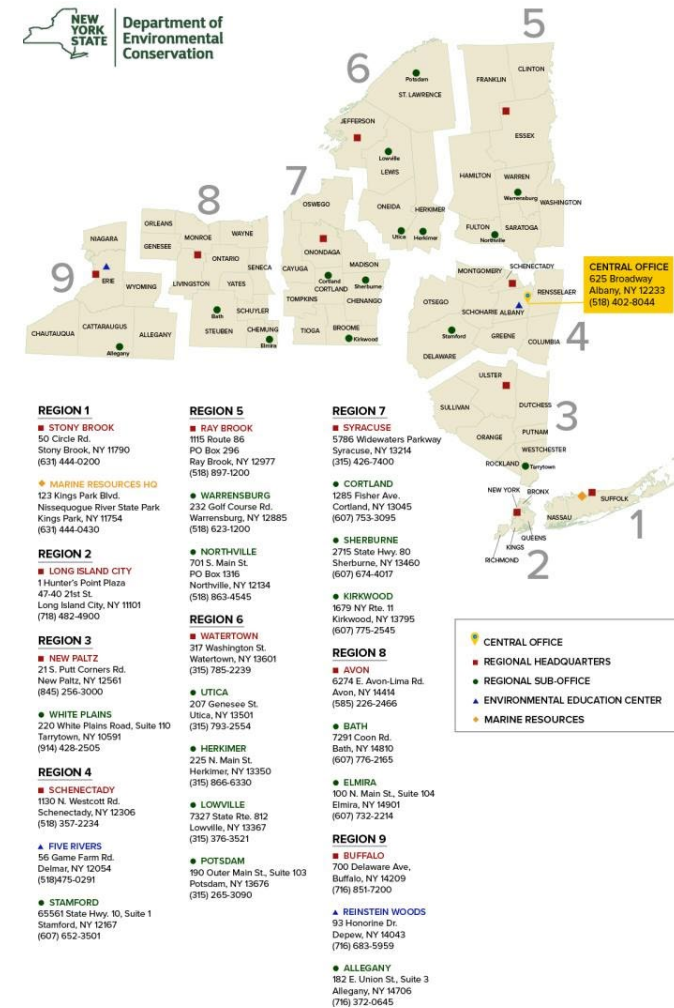 NEW
YORK
STATE
Department of
Environmental
Conservation
5
6
7
8
9
4
3
2
1
CLINTON
FRANKLIN
ESSEX
HAMILTON
WARREN
Warrensburg
WASHINGTON
FULTON
SARATOGA
Northville
Potsdam
ST. LAWRENCE
JEFFERSON
Lowville
LEWIS
ONEIDA
HERKIMER
Utica
Herkimer
OSWEGO
ONONDAGA
CAYUGA
MADISON
Cortland
CORTLAND
Sherburne
TOMPKINS
CHENANGO
TIOGA
BROOME
Kirkwood
ORLEANS
MONROE
WAYNE
GENESEE
ONTARIO
SENECA
LIVINGSTON
YATES
Bath
SCHUYLER
STEUBEN
CHEMUNG
Elmira
NIAGARA
ERIE
WYOMING
CHAUTAUQUA
CATTARAUGUS
ALLEGANY
Allegany
MONTGOMERY
SCHENECTADY
RENSSELAER
OTSEGO
SCHOHARIE
ALBANY
Stamford
GREENE
COLUMBIA
DELAWARE
CENTRAL OFFICE
625 Broadway
Albany, NY 12233
(518) 402-8044
ULSTER
SULLIVAN
DUTCHESS
ORANGE
PUTNAM
WESTCHESTER
ROCKLAND
Tarrytown
NEW YORK
BRONX
QUEENS
KINGS
RICHMOND
SUFFOLK
NASSAU
REGION 1
STONY BROOK
50 Circle Rd.
Stony Brook, NY 11790
(631) 444-0200
MARINE RESOURCES HQ
123 Kings Park Blvd.
Nissequogue River State Park
Kings Park, NY 11754
(631) 444-0430
REGION 2
LONG ISLAND CITY
1 Hunter's Point Plaza
47-40 21st St.
Long Island City, NY 11101
(718) 482-4900
REGION 3
NEW PALTZ
21 S. Putt Corners Rd.
New Paltz, NY 12561
(845) 256-3000
WHITE PLAINS
220 White Plains Road, Suite 110
Tarrytown, NY 10591
(914) 428-2505
REGION 4
SCHENECTADY
1130 N. Westcott Rd.
Schenectady, NY 12306
(518) 357-2234
FIVE RIVERS
56 Game Farm Rd.
Delmar, NY 12054
(518)475-0291
STAMFORD
65561 State Hwy. 10, Suite 1
Stamford, NY 12167
(607) 652-3501
REGION 5
RAY BROOK
1115 Route 86
PO Box 296
Ray Brook, NY 12977
(518) 897-1200
WARRENSBURG
232 Golf Course Rd.
Warrensburg, NY 12885
(518) 623-1200
NORTHVILLE
701 S. Main St.
PO Box 1316
Northville, NY 12134
(518) 863-4545
REGION 6
WATERTOWN
317 Washington St.
Watertown, NY 13601
(315) 785-2239
UTICA
207 Genesee St.
Utica, NY 13501
(315) 793-2554
HERKIMER
225 N. Main St.
Herkimer, NY 13350
(315) 866-6330
LOWVILLE
7327 State Rte. 812
Lowville, NY 13367
(315) 376-3521
POTSDAM
190 Outer Main St., Suite 103
Potsdam, NY 13676
(315) 265-3090
REGION 7
SYRACUSE
5786 Widewaters Parkway
Syracuse, NY 13214
(315) 426-7400
CORTLAND
1285 Fisher Ave.
Cortland, NY 13045
(607) 753-3095
SHERBURNE
2715 State Hwy. 80
Sherburne, NY 13460
(607) 674-4017
KIRKWOOD
1679 NY Rte. 11
Kirkwood, NY 13795
(607) 775-2545
REGION 8
AVON
6274 E. Avon-Lima Rd.
Avon, NY 14414
(585) 226-2466
BATH
7291 Coon Rd.
Bath, NY 14810
(607) 776-2165
ELMIRA
100 N. Main St., Suite 104
Elmira, NY 14901
(607) 732-2214
REGION 9
BUFFALO
700 Delaware Ave,
Buffalo, NY 14209
(716) 851-7200
REINSTEIN WOODS
93 Honorine Dr.
Depew, NY 14043
(716) 683-5959
ALLEGANY
182 E. Union St., Suite 3
Allegany, NY 14706
(716) 372-0645
CENTRAL OFFICE
REGIONAL HEADQUARTERS
REGIONAL SUB-OFFICE
ENVIRONMENTAL EDUCATION CENTER
MARINE RESOURCES